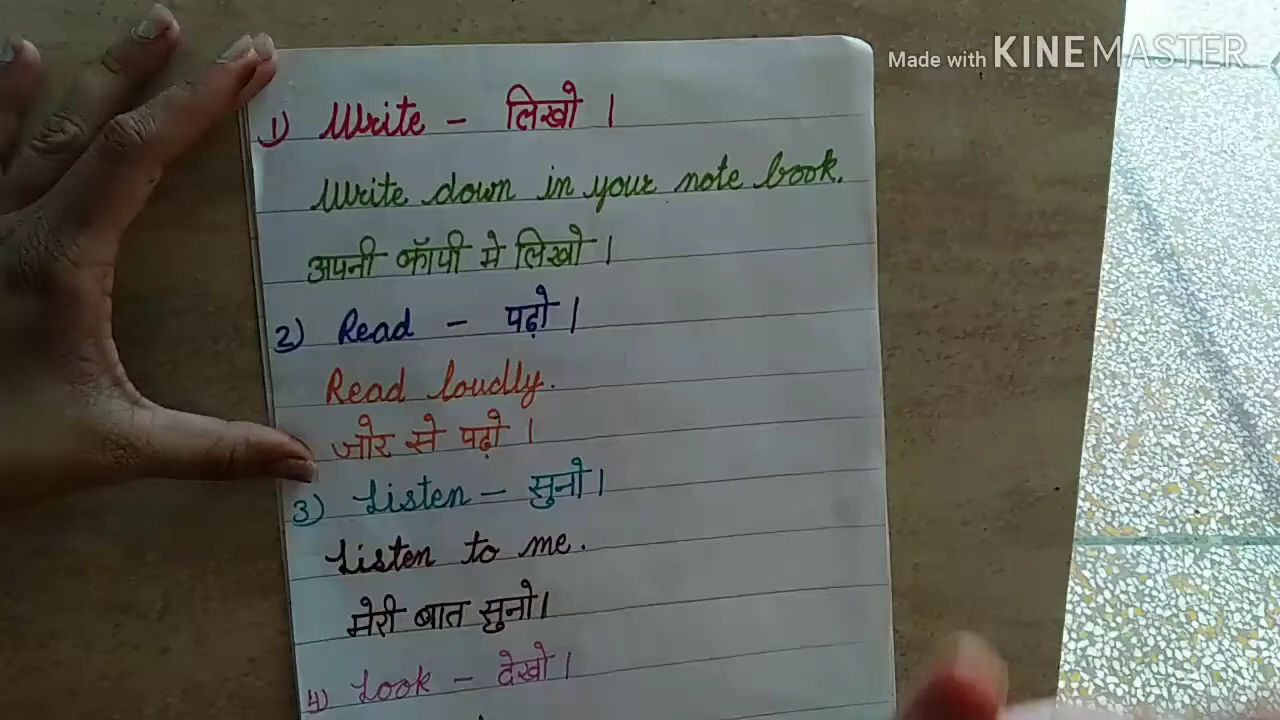 Made with KINEMASTER
1) Write - लिखो ।
Write down in your note book.
अपनी कॉपी मे लिखो ।
2) Read - पढ़ो ।
Read loudly.
जोर से पढ़ो ।
3) Listen - सुनो ।
Listen to me.
मेरी बात सुनो ।
4) Look - देखो ।